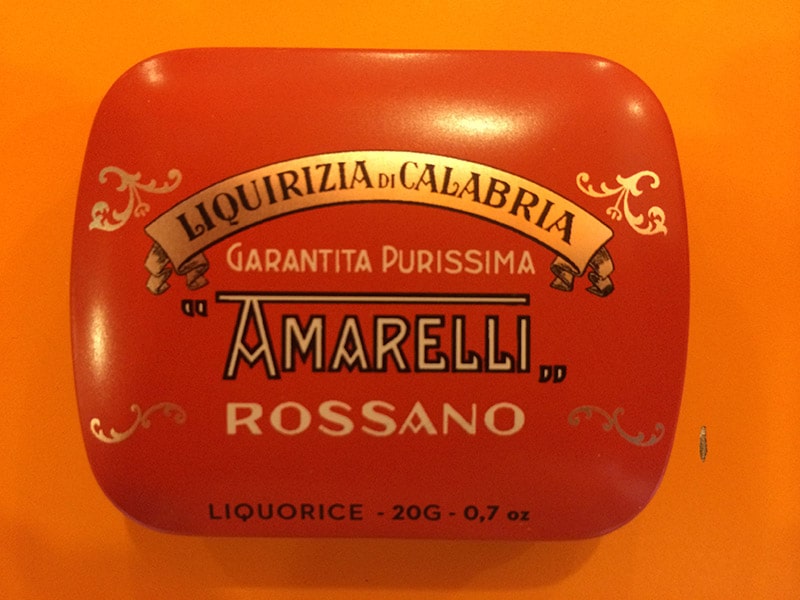 LIQUIRIZIA DI CALABRIA
GARANTITA PURISSIMA
"AMARELLI"
ROSSANO
LIQUORICE - 20G - 0,7 oz